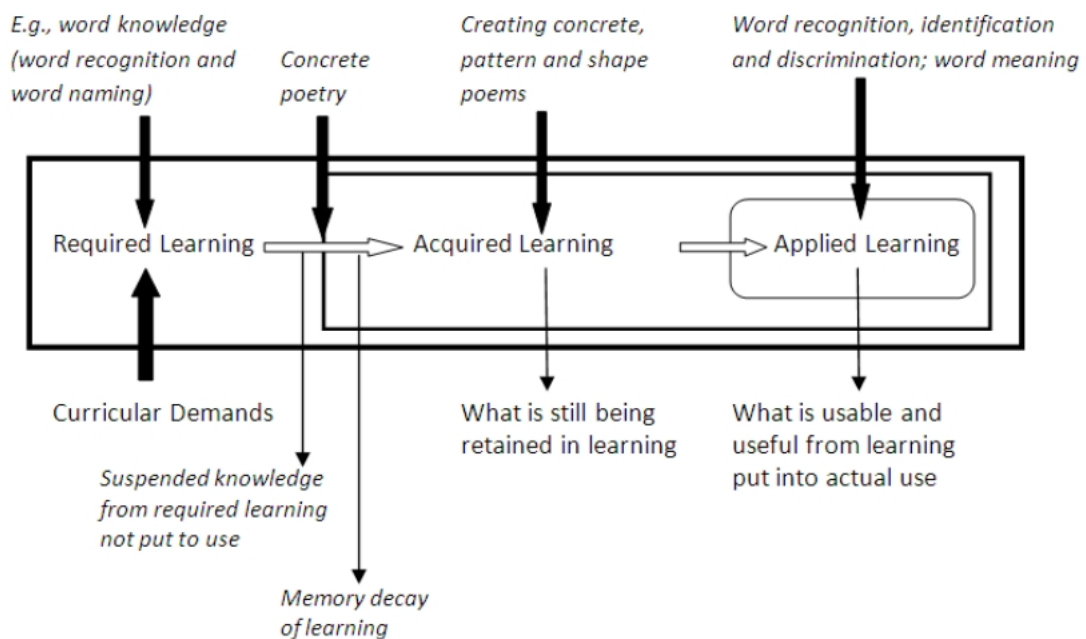 E.g., word knowledge
(word recognition and
word naming)
Concrete
poetry
Creating concrete,
pattern and shape
poems
Word recognition, identification
and discrimination; word meaning
Required Learning
Acquired Learning
Applied Learning
Curricular Demands
Suspended knowledge
from required learning
not put to use
Memory decay
of learning
What is still being
retained in learning
What is usable and
useful from learning
put into actual use